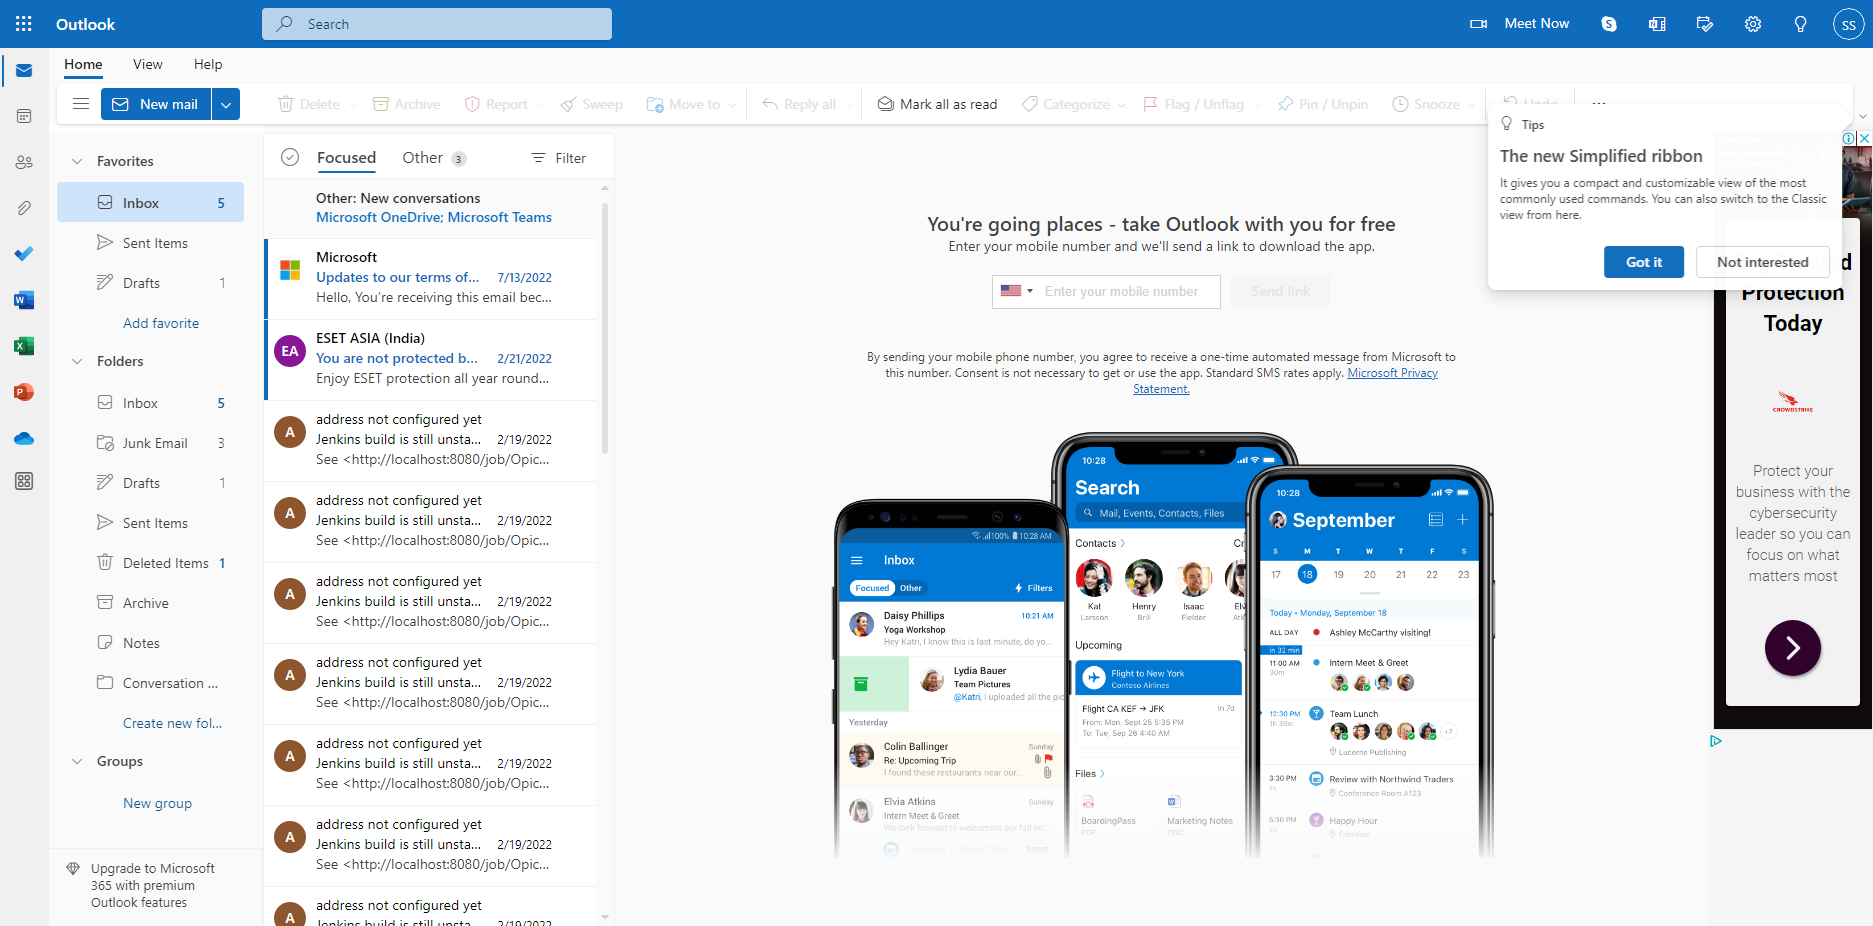 Outlook
Search
Meet Now
SS
Home
View
Help
New mail
Delete
Archive
Report
Sweep
Move to
Reply all
Mark all as read
Categorize
Flag / Unflag
Pin / Unpin
Snooze
Undo
Tips
The new Simplified ribbon
It gives you a compact and customizable view of the most
commonly used commands. You can also switch to the Classic
view from here.
Got it
Not interested
Favorites
Inbox 5
Sent Items
Drafts 1
Add favorite
Folders
Inbox 5
Junk Email 3
Drafts 1
Sent Items
Deleted Items 1
Archive
Notes
Conversation ...
Create new fol...
Groups
New group
Upgrade to Microsoft
365 with premium
Outlook features
Focused
Other 3
Filter
Other: New conversations
Microsoft OneDrive; Microsoft Teams
Microsoft
Updates to our terms of... 7/13/2022
Hello, You're receiving this email bec...
EA
ESET ASIA (India)
You are not protected b... 2/21/2022
Enjoy ESET protection all year round...
A
address not configured yet
Jenkins build is still unsta... 2/19/2022
See <http://localhost:8080/job/Opic...
A
address not configured yet
Jenkins build is still unsta... 2/19/2022
See <http://localhost:8080/job/Opic...
A
address not configured yet
Jenkins build is still unsta... 2/19/2022
See <http://localhost:8080/job/Opic...
A
address not configured yet
Jenkins build is still unsta... 2/19/2022
See <http://localhost:8080/job/Opic...
A
address not configured yet
Jenkins build is still unsta... 2/19/2022
See <http://localhost:8080/job/Opic...
A
address not configured yet
Jenkins build is still unsta... 2/19/2022
See <http://localhost:8080/job/Opic...
A
address not configured yet
Jenkins build is still unsta... 2/19/2022
You're going places - take Outlook with you for free
Enter your mobile number and we'll send a link to download the app.
Enter your mobile number
Send link
By sending your mobile phone number, you agree to receive a one-time automated message from Microsoft to
this number. Consent is not necessary to get or use the app. Standard SMS rates apply. Microsoft Privacy
Statement.
100% 10:28 AM
Inbox
Focused Other
Filters
Daisy Phillips 10:21 AM
Yoga Workshop
Hey Katri, I know this is last minute, do yo...
Lydia Bauer
Team Pictures
@Katri, I uploaded all the pic
Yesterday
Colin Ballinger Sunday
Re: Upcoming Trip
I found these restaurants near our...
Elvia Atkins Sunday
Intern Meet & Greet
We look forward to welcoming our fall int...
RSVP
10:28
Search
Mail, Events, Contacts, Files
Contacts
Kat
Larsson
Henry
Brill
Isaac
Fielder
Upcoming
Flight to New York
Contoso Airlines
Flight CA KEF → JFK In 7d
From: Mon, Sept 25 5:35 PM
To: Tue, Sep 26 4:40 AM
Files
BoardingPass
PDF
Marketing Notes
DOC
10:28
September
S M T W T F S
17 18 19 20 21 22 23
Today • Monday, September 18
ALL DAY Ashley McCarthy visiting!
in 32 min
11:00 AM Intern Meet & Greet
30m
12:30 PM Team Lunch
1h 30m
+7
Lucerne Publishing
3:30 PM Review with Northwind Traders
1h Conference Room A123
5:30 PM Happy Hour
2h Fabrikam
Protection
Today
CROWDSTRIKE
Protect your
business with the
cybersecurity
leader so you can
focus on what
matters most